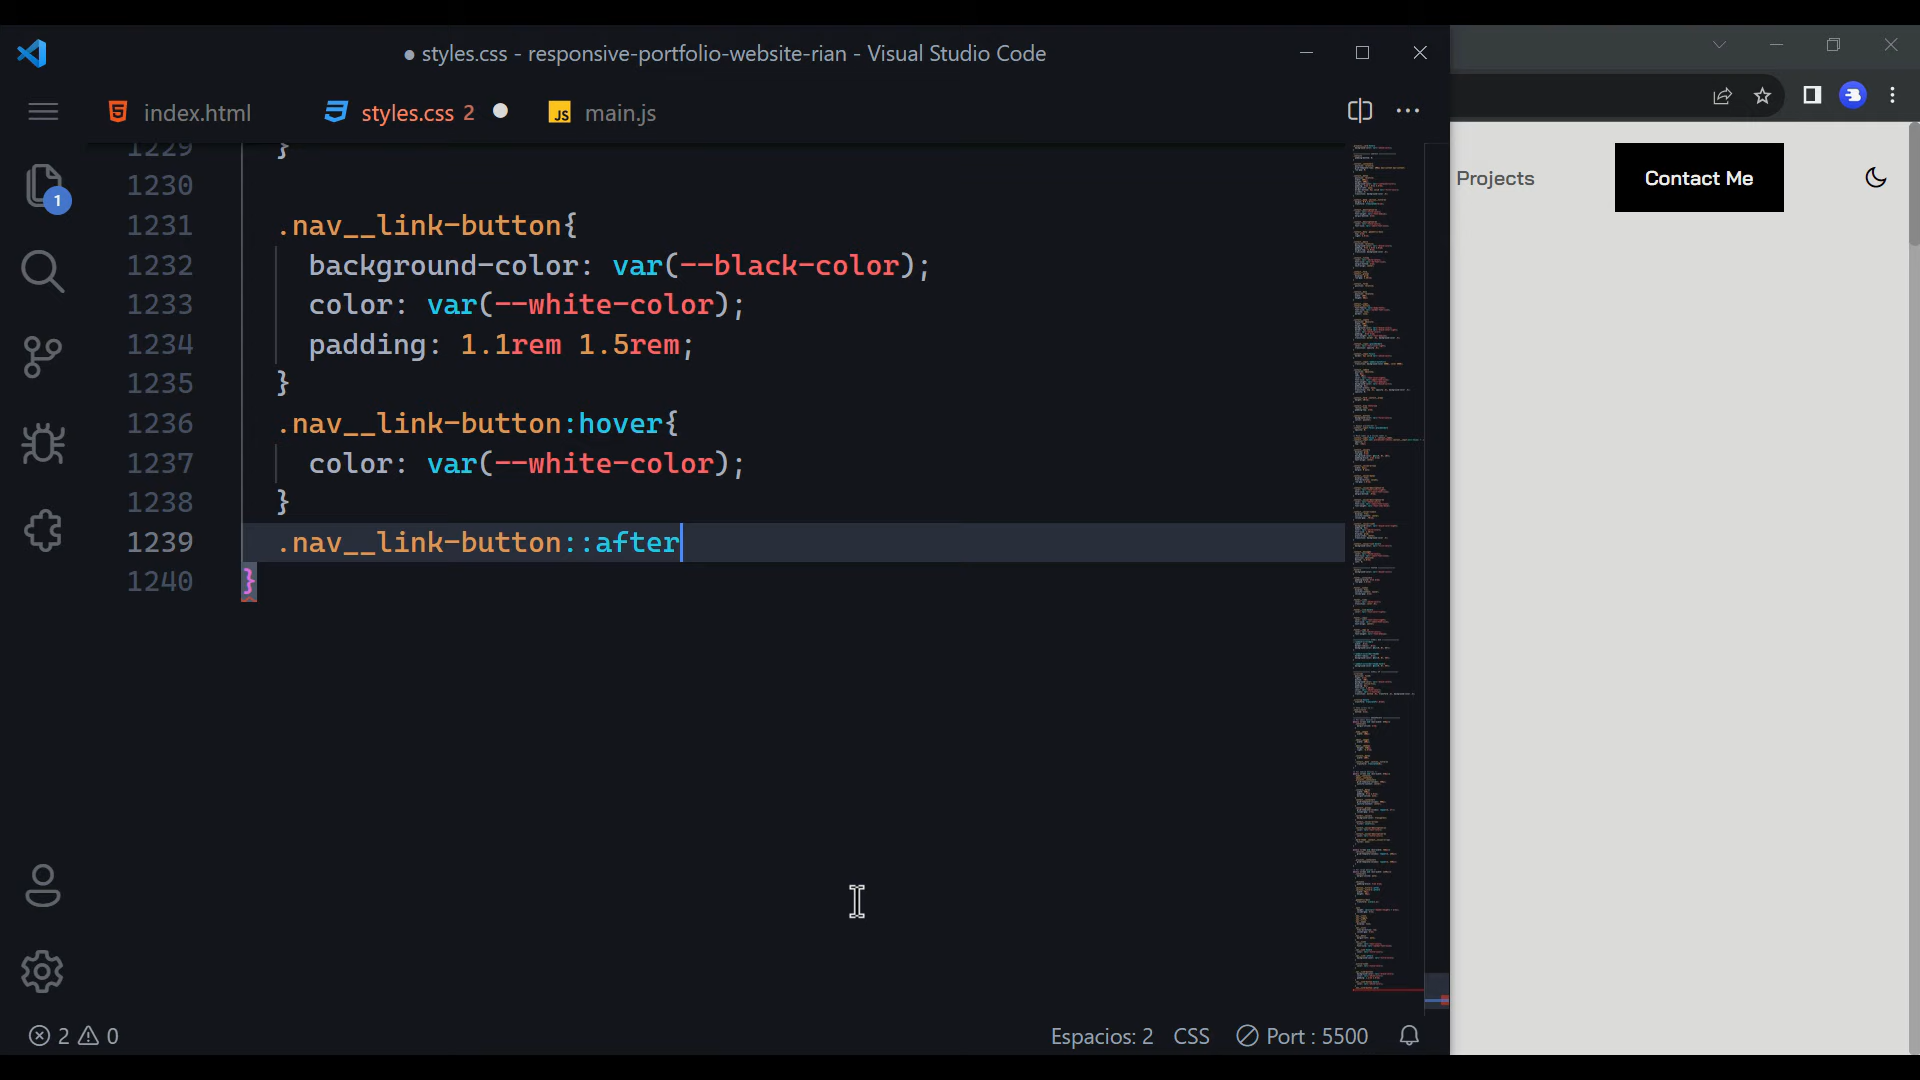 ● styles.css - responsive-portfolio-website-rian - Visual Studio Code
index.html
styles.css 2
JS main.js
1229 }
1230
1231 .nav__link-button{
1232 background-color: var(--black-color);
1233 color: var(--white-color);
1234 padding: 1.1rem 1.5rem;
1235 }
1236 .nav__link-button:hover{
1237 color: var(--white-color);
1238 }
1239 .nav__link-button::after
1240 }
1
Projects
Contact Me
2 0
Espacios: 2 CSS Port : 5500